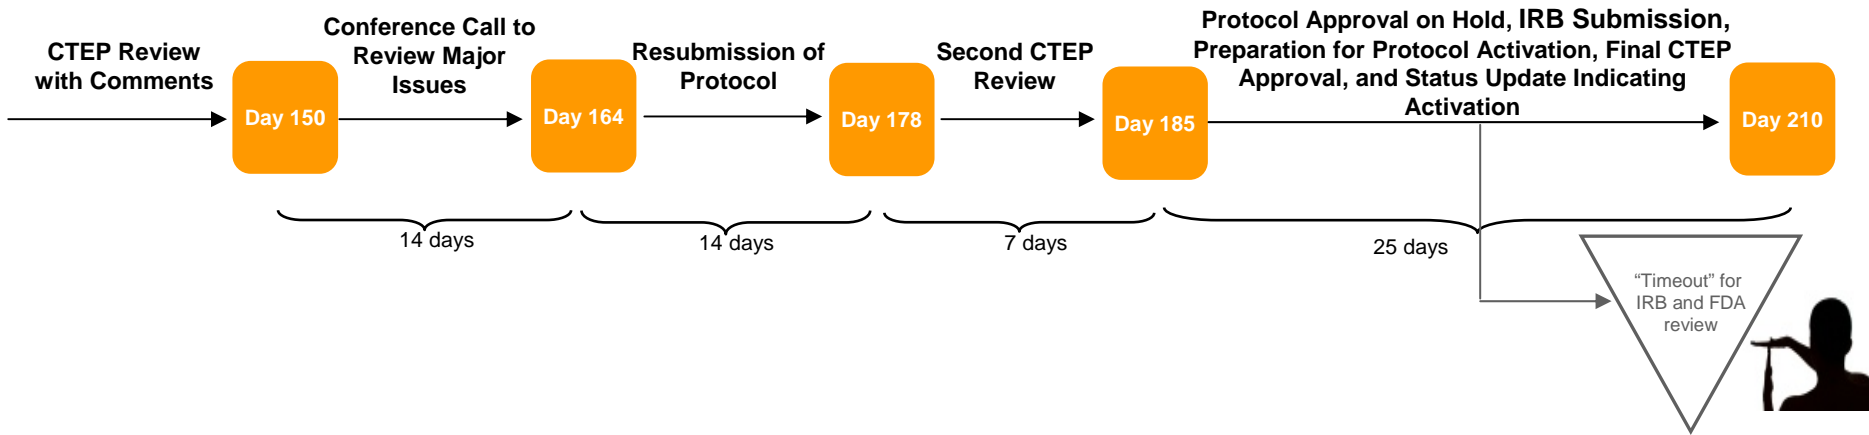 CTEP Review
with Comments
Day 150
Conference Call to
Review Major
Issues
Day 164
Resubmission of
Protocol
Day 178
Second CTEP
Review
Day 185
Protocol Approval on Hold, IRB Submission,
Preparation for Protocol Activation, Final CTEP
Approval, and Status Update Indicating
Activation
Day 210
14 days
14 days
7 days
25 days
“Timeout” for
IRB and FDA
review